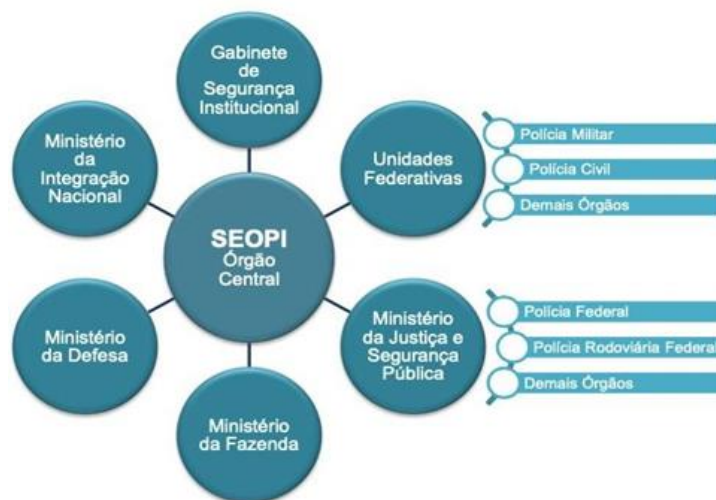 Gabinete
de
Segurança
Institucional
Ministério
da
Integração
Nacional
Unidades
Federativas
Polícia Militar
Polícia Civil
Demais Órgãos
SEOPI
Órgão
Central
Ministério
da Defesa
Ministério
da Justiça e
Segurança
Pública
Polícia Federal
Polícia Rodoviária Federal
Demais Órgãos
Ministério
da Fazenda